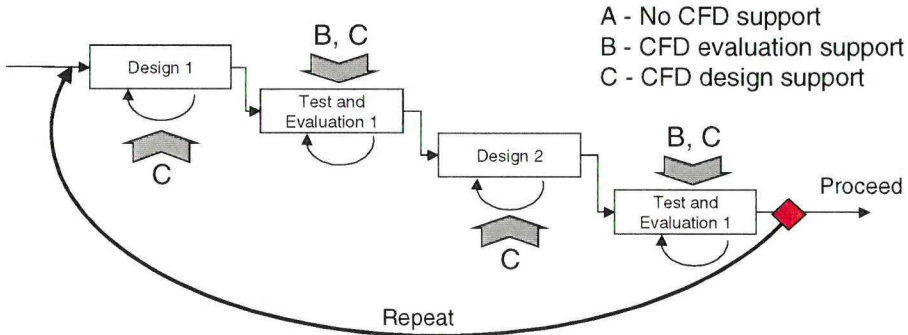 A - No CFD support
B - CFD evaluation support
C - CFD design support
B, C
Design 1
Test and
Evaluation 1
C
Design 2
B, C
Test and
Evaluation 1
Proceed
C
Repeat